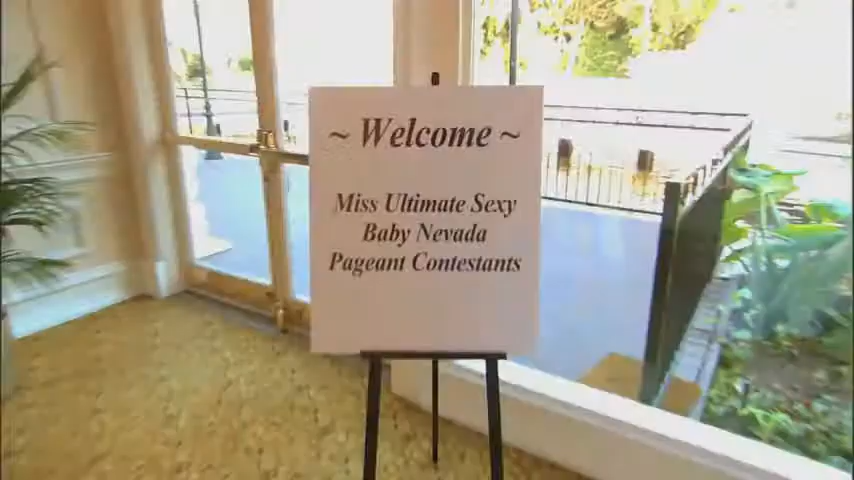 ~ Welcome ~
Miss Ultimate Sexy
Baby Nevada
Pageant Contestants